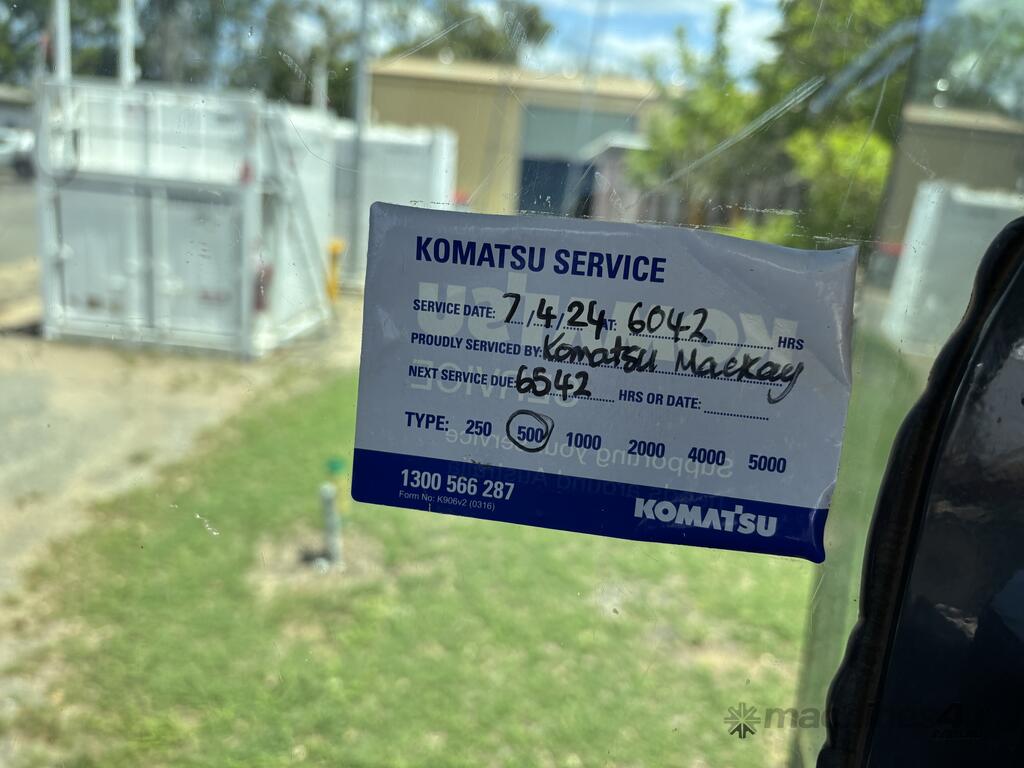 KOMATSU SERVICE
SERVICE DATE: 7/4/24 AT: 6042 HRS
PROUDLY SERVICED BY: Komatsu Mackay
NEXT SERVICE DUE: 6542 HRS OR DATE:
TYPE: 250 500 1000 2000 4000 5000
1300 566 287
Form No: K906v2 (0316)
KOMATSU